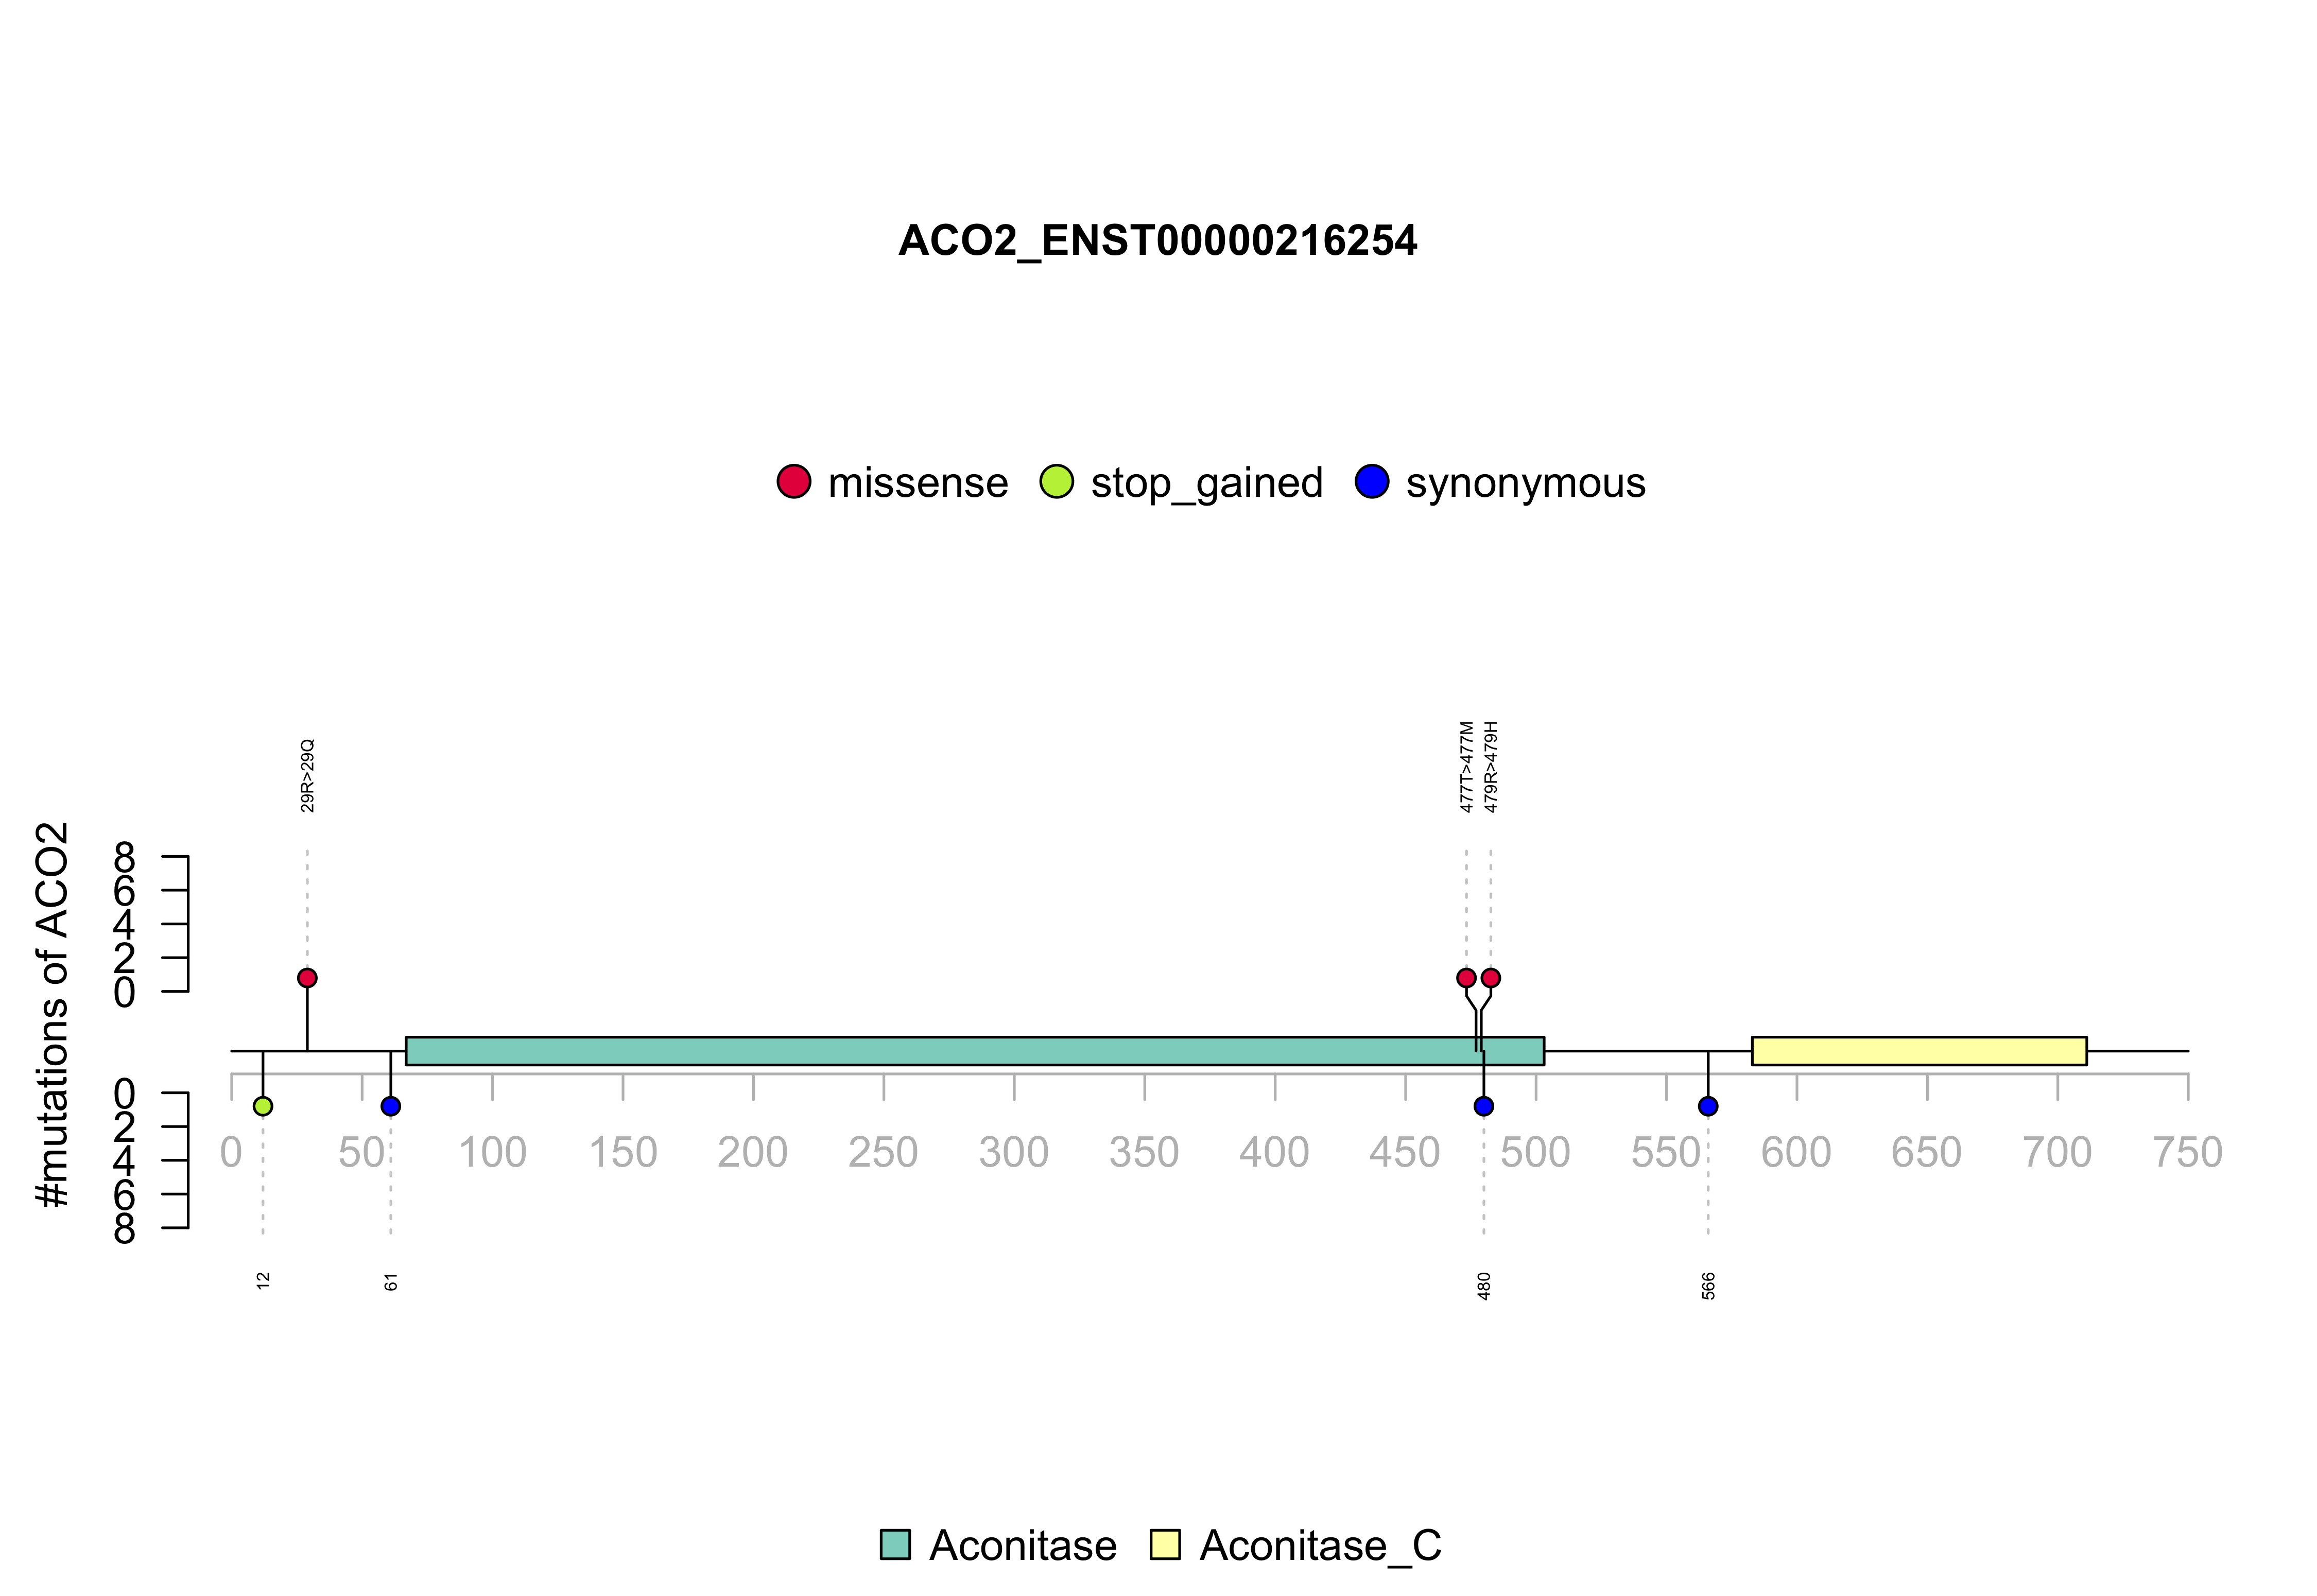 ACO2_ENST00000216254
missense stop_gained synonymous
29R>29Q
477T>477M
479R>479H
#mutations of ACO2
8
6
4
2
0
0
2
4
6
8
0 50 100 150 200 250 300 350 400 450 500 550 600 650 700 750
12
61
480
566
Aconitase Aconitase_C